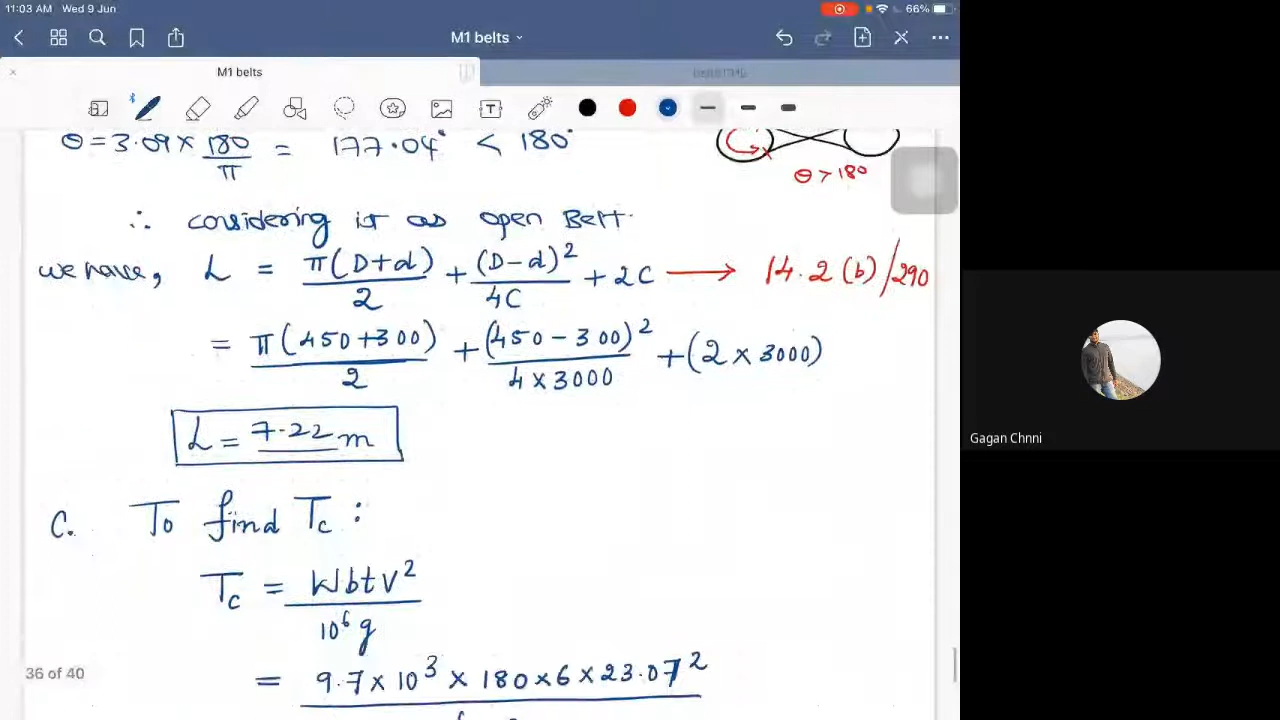 11:03 AM Wed 9 Jun
66%
M1 belts
M1 belts
θ = 3.09 × 180/π = 177.04° < 180°
θ > 180
∴ considering it as open Belt.
we have, L = π(D+d)/2 + (D-d)²/4C + 2C → 14.2(b)/290
= π(450+300)/2 + (450-300)²/4×3000 + (2×3000)
L = 7.22 m
Gagan Chnni
C. To find Tc :
Tc = Wbtv²/10⁶g
= 9.7×10³ × 180×6×23.07²
36 of 40